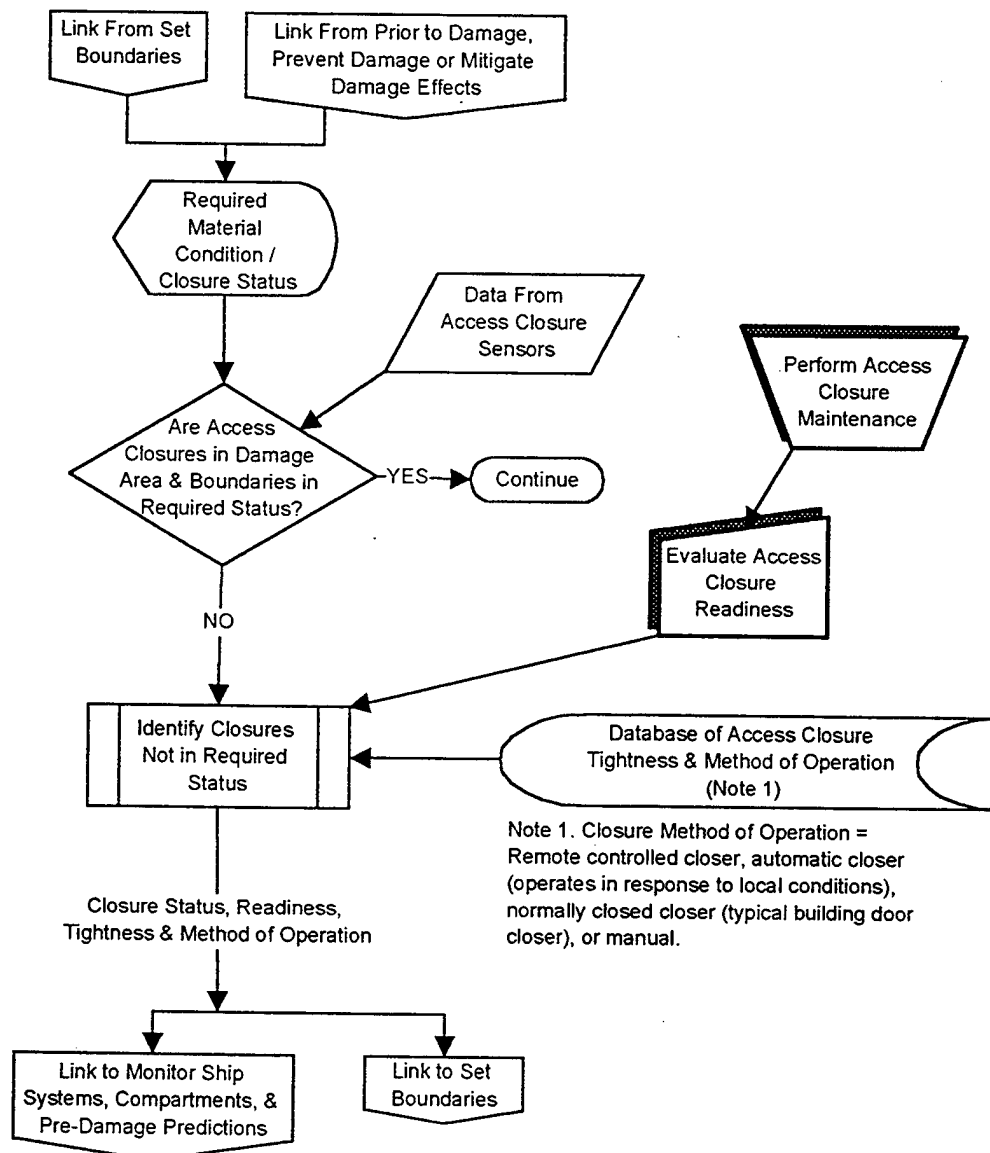 Link From Set
Boundaries
Link From Prior to Damage,
Prevent Damage or Mitigate
Damage Effects
Required
Material
Condition /
Closure Status
Data From
Access Closure
Sensors
Perform Access
Closure
Maintenance
Are Access
Closures in Damage
Area & Boundaries in
Required Status?
YES
Continue
Evaluate Access
Closure
Readiness
NO
Identify Closures
Not in Required
Status
Database of Access Closure
Tightness & Method of Operation
(Note 1)
Note 1. Closure Method of Operation =
Remote controlled closer, automatic closer
(operates in response to local conditions),
normally closed closer (typical building door
closer), or manual.
Closure Status, Readiness,
Tightness & Method of Operation
Link to Monitor Ship
Systems, Compartments, &
Pre-Damage Predictions
Link to Set
Boundaries